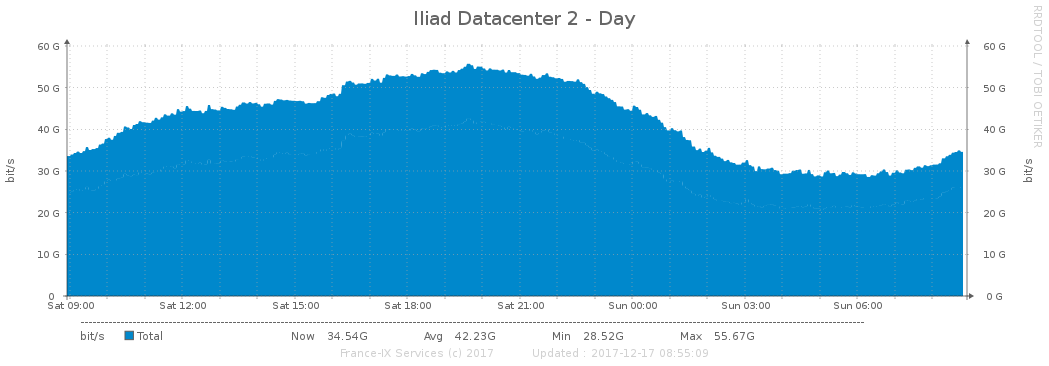 Iliad Datacenter 2 - Day
RRDTOOL / TOBI OETIKER
60 G 60 G
50 G 50 G
40 G 40 G
30 G 30 G
20 G 20 G
10 G 10 G
0 0 G
bit/s bit/s
Sat 09:00 Sat 12:00 Sat 15:00 Sat 18:00 Sat 21:00 Sun 00:00 Sun 03:00 Sun 06:00
bit/s Total Now 34.54G Avg 42.23G Min 28.52G Max 55.67G
France-IX Services (c) 2017 Updated : 2017-12-17 08:55:09